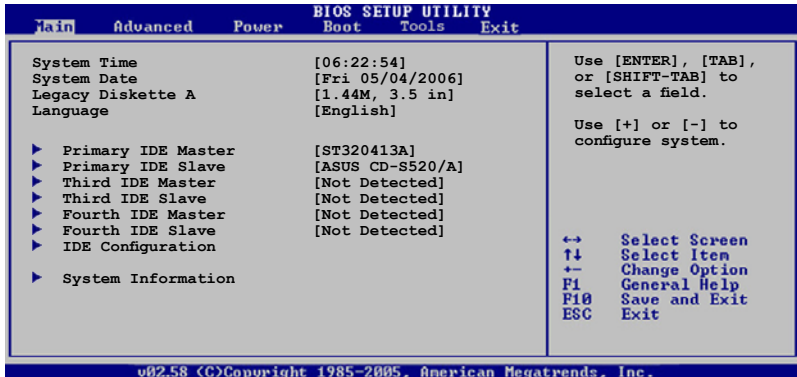 BIOS SETUP UTILITY
Main Advanced Power Boot Tools Exit
System Time [06:22:54]
System Date [Fri 05/04/2006]
Legacy Diskette A [1.44M, 3.5 in]
Language [English]
Primary IDE Master [ST320413A]
Primary IDE Slave [ASUS CD-S520/A]
Third IDE Master [Not Detected]
Third IDE Slave [Not Detected]
Fourth IDE Master [Not Detected]
Fourth IDE Slave [Not Detected]
IDE Configuration
System Information
Use [ENTER], [TAB],
or [SHIFT-TAB] to
select a field.
Use [+] or [-] to
configure system.
↔ Select Screen
↑↓ Select Item
+- Change Option
F1 General Help
F10 Save and Exit
ESC Exit
v02.58 (C)Copyright 1985-2005, American Megatrends, Inc.